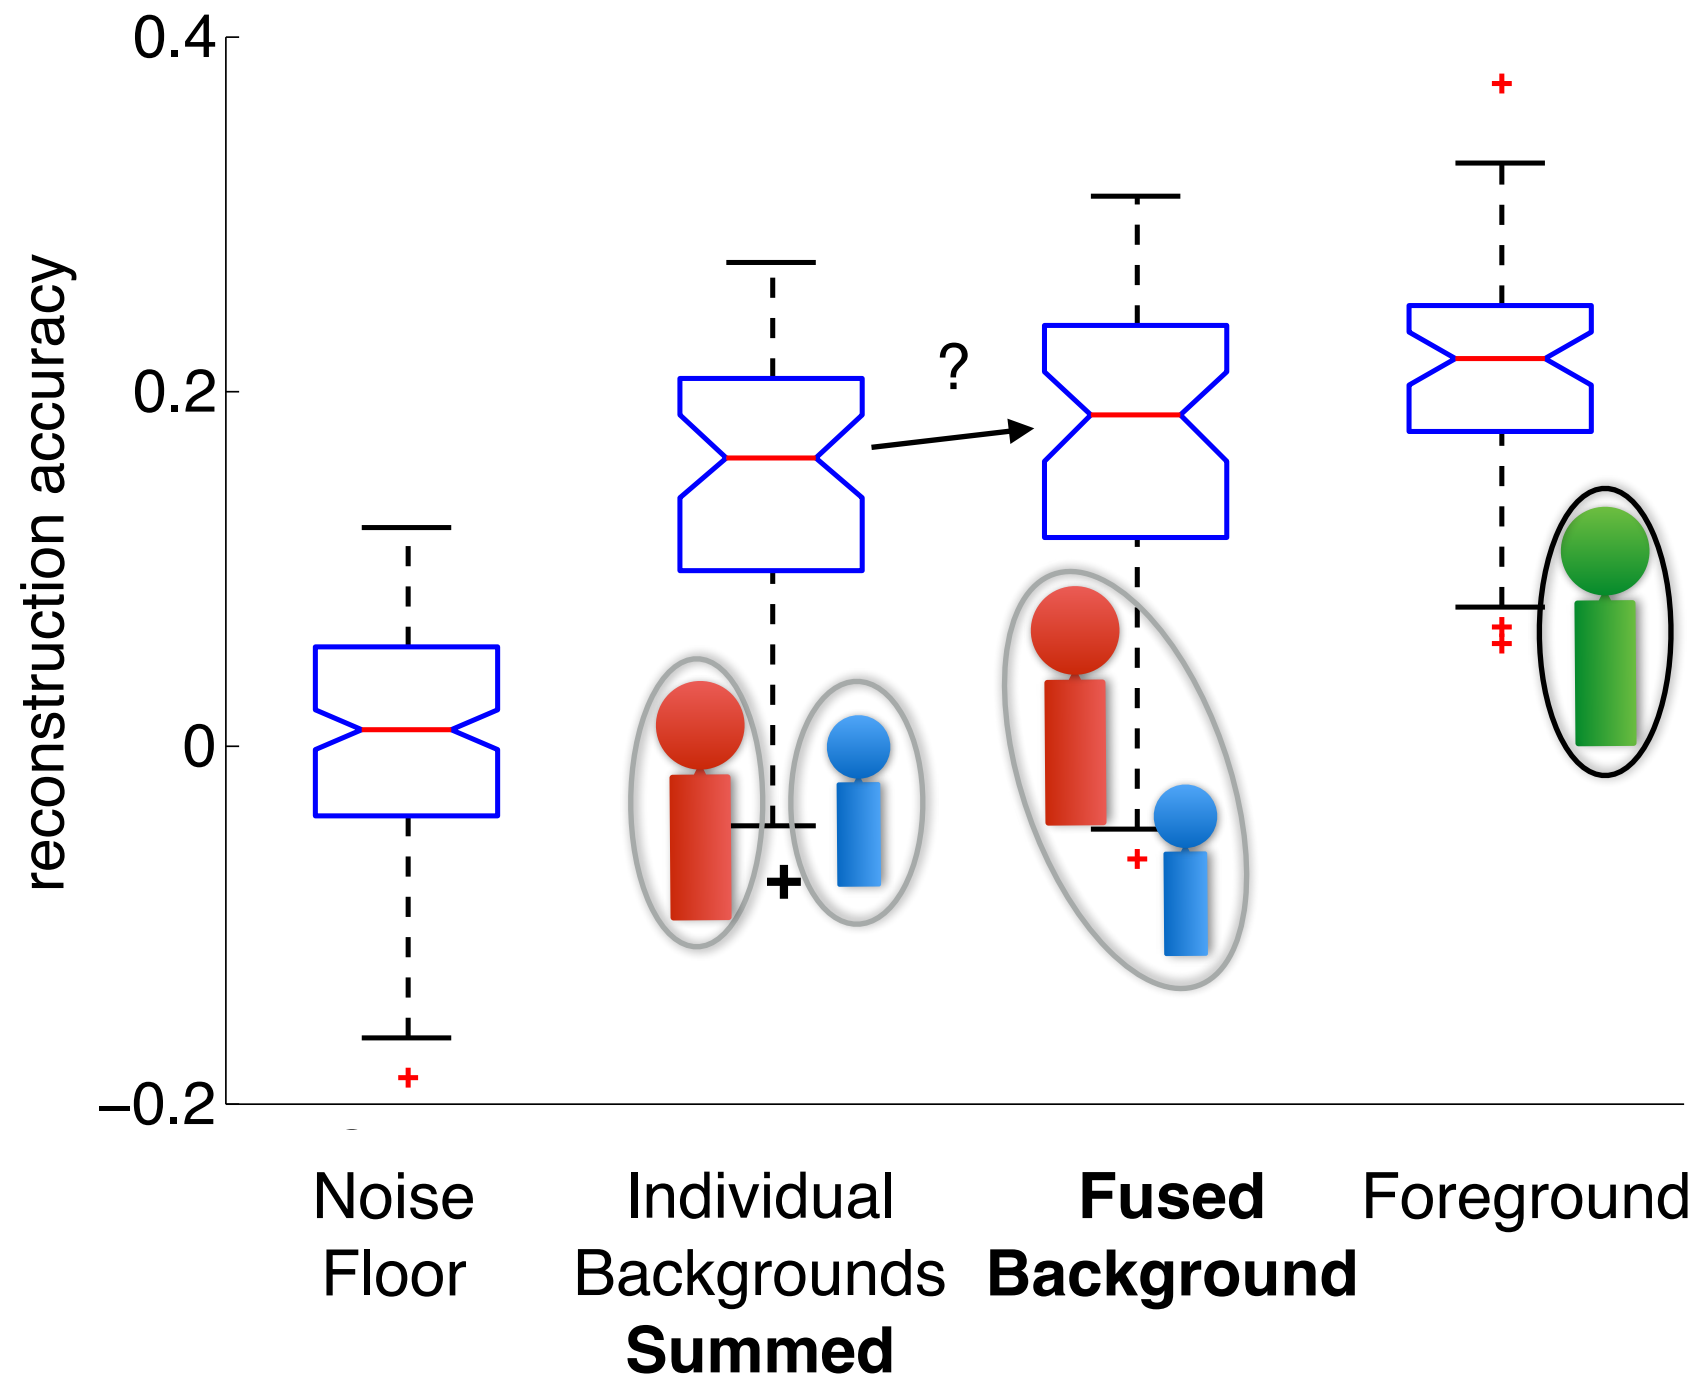 reconstruction accuracy
0.4
0.2
0
−0.2
?
+
Noise
Floor
Individual
Backgrounds
Summed
Fused
Background
Foreground